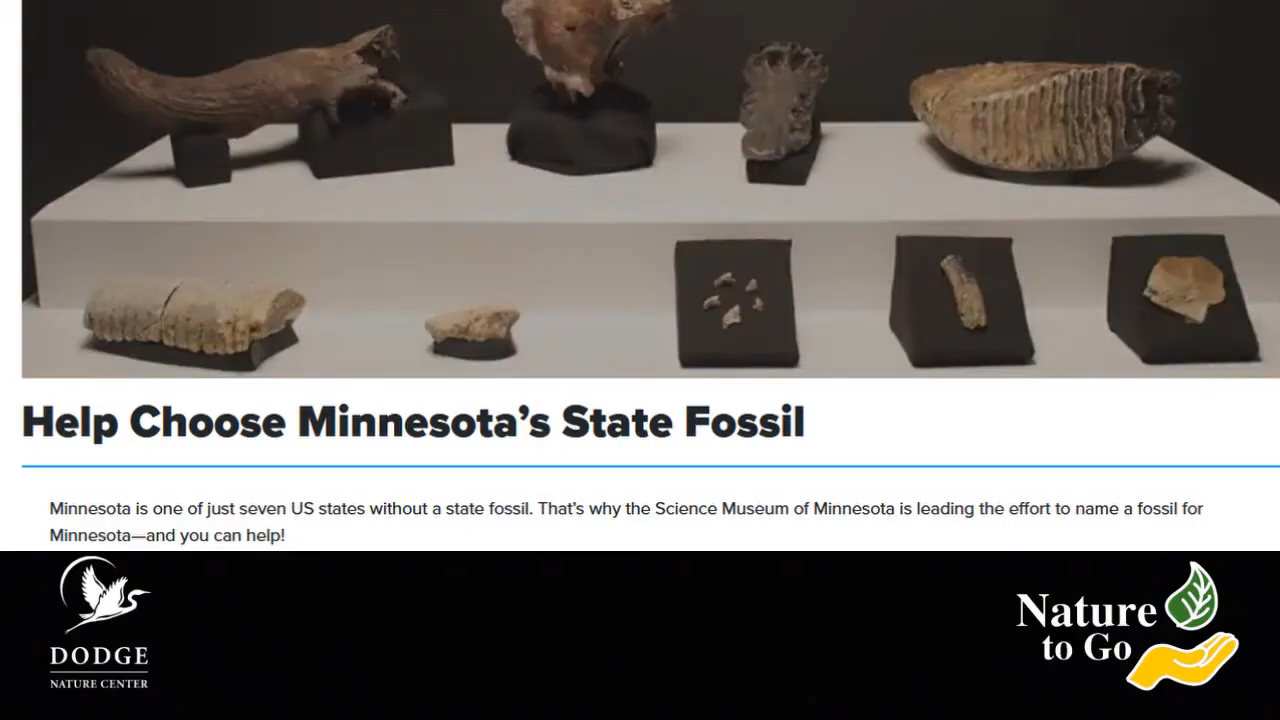 Help Choose Minnesota’s State Fossil
Minnesota is one of just seven US states without a state fossil. That’s why the Science Museum of Minnesota is leading the effort to name a fossil for
Minnesota—and you can help!
DODGE
NATURE CENTER
Nature
to Go